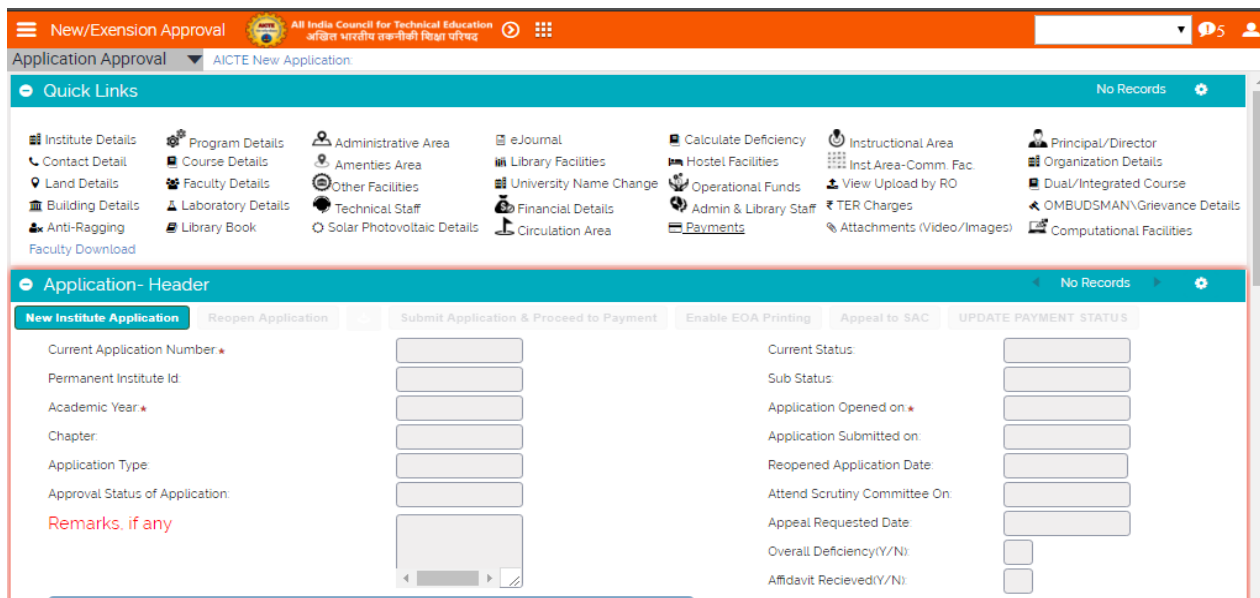 New/Exension Approval
AICTE
All India Council for Technical Education
अखिल भारतीय तकनीकी शिक्षा परिषद
5
Application Approval
AICTE New Application:
Quick Links
No Records
Institute Details Program Details Administrative Area eJournal Calculate Deficiency Instructional Area Principal/Director
Contact Detail Course Details Amenties Area Library Facilities Hostel Facilities Inst.Area-Comm. Fac. Organization Details
Land Details Faculty Details Other Facilities University Name Change Operational Funds View Upload by RO Dual/Integrated Course
Building Details Laboratory Details Technical Staff Financial Details Admin & Library Staff ₹ TER Charges OMBUDSMAN\Grievance Details
Anti-Ragging Library Book Solar Photovoltaic Details Circulation Area Payments Attachments (Video/Images) Computational Facilities
Faculty Download
Application- Header
No Records
New Institute Application Reopen Application Submit Application & Proceed to Payment Enable EOA Printing Appeal to SAC UPDATE PAYMENT STATUS
Current Application Number:* Current Status:
Permanent Institute Id: Sub Status:
Academic Year:* Application Opened on:*
Chapter: Application Submitted on:
Application Type: Reopened Application Date:
Approval Status of Application: Attend Scrutiny Committee On:
Remarks, if any Appeal Requested Date:
Overall Deficiency(Y/N):
Affidavit Recieved(Y/N):